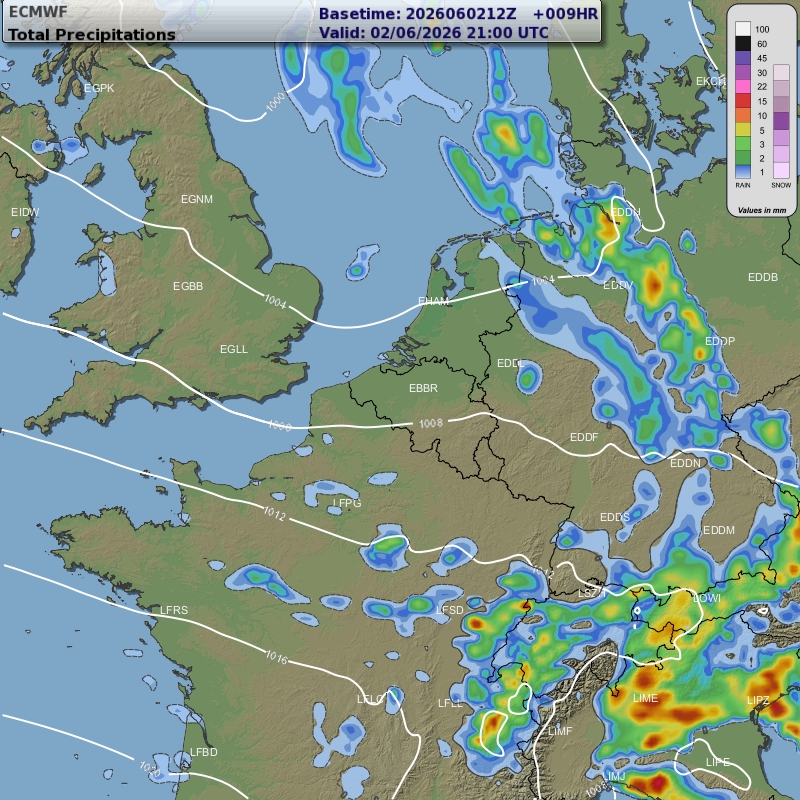 ECMWF
Total Precipitations
Basetime: 2026060212Z +009HR
Valid: 02/06/2026 21:00 UTC
100
60
45
30
22
15
10
5
3
2
1
RAIN
SNOW
Values in mm
EGPK
1000
EIDW
EGNM
EGBB
1004
EGLL
EHAM
1004
EDDH
EDDV
EDDB
EDDP
EDDL
EBBR
1008
EDDF
EDDN
LFPG
1012
EDDS
EDDM
LFRS
LFSD
LOWI
1016
LIME
LIPZ
LIMF
LFBD
LIPE
LIMJ